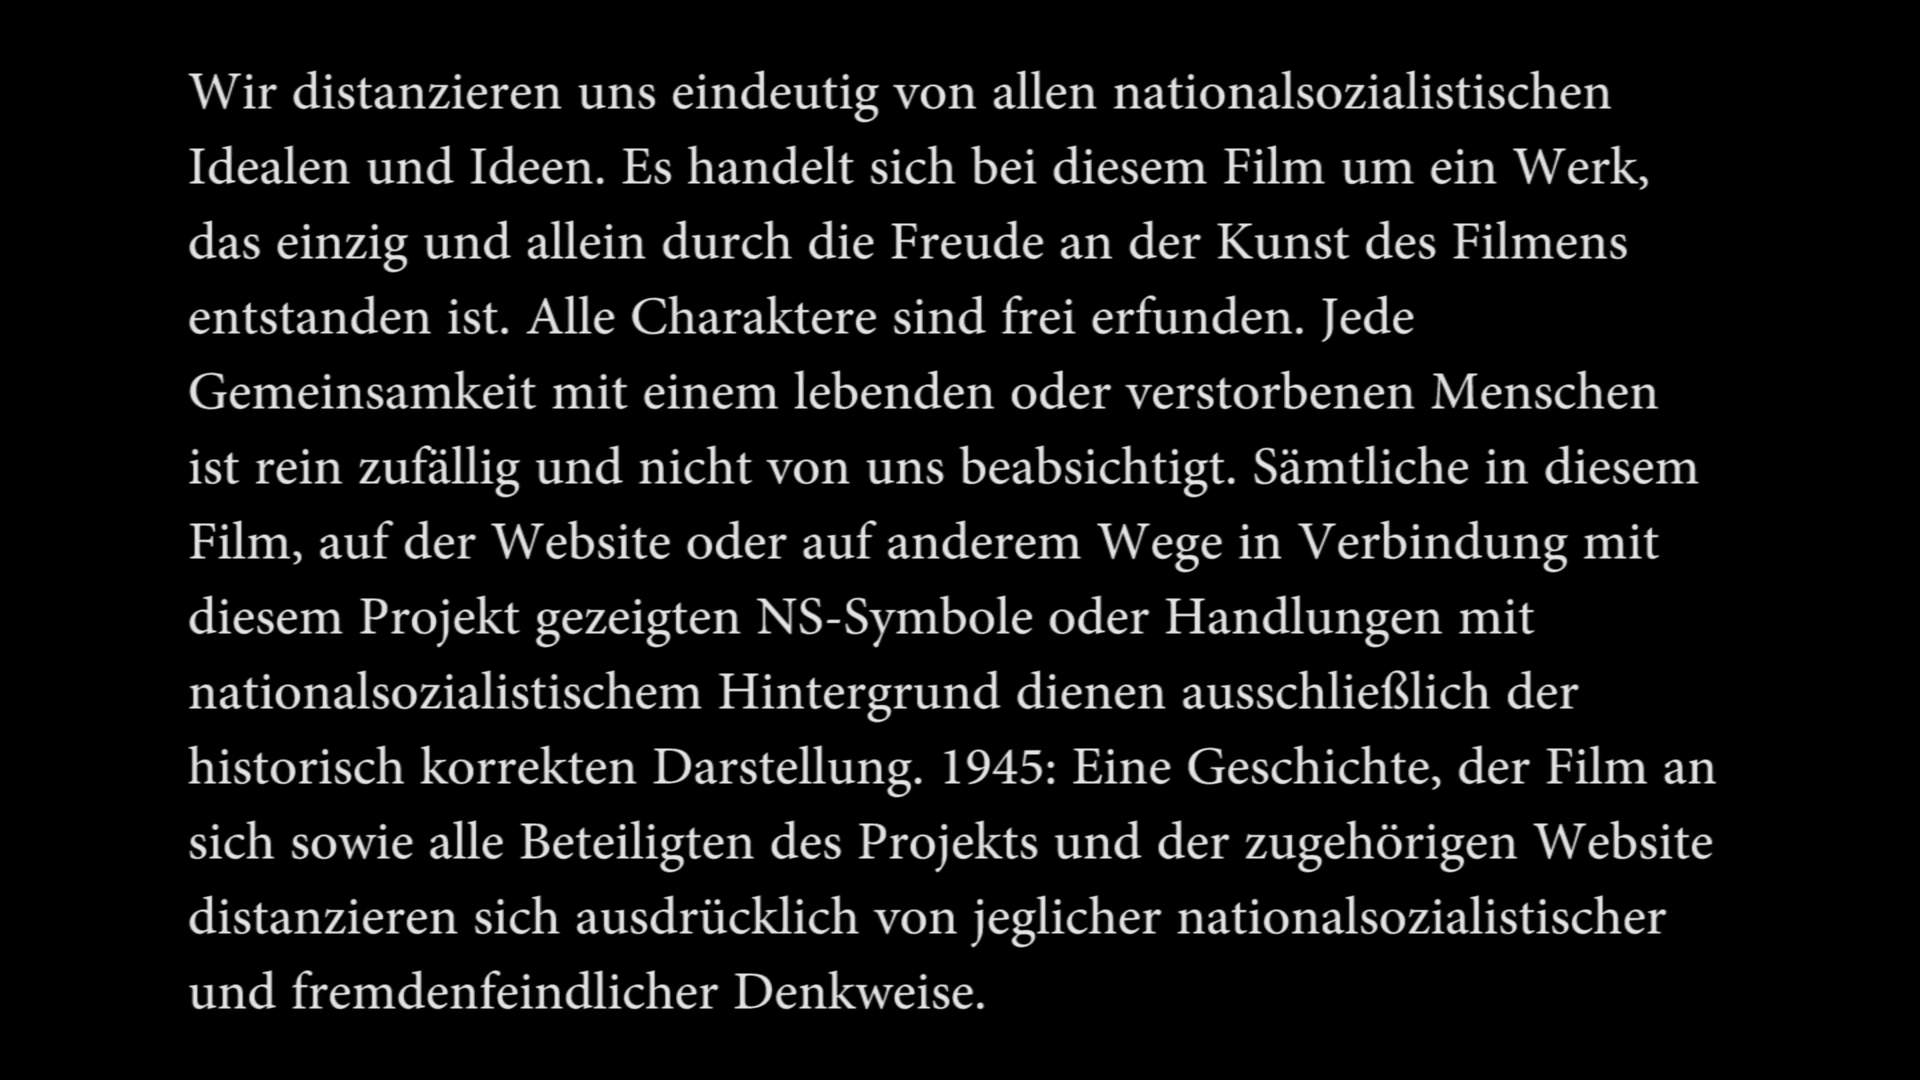 Wir distanzieren uns eindeutig von allen nationalsozialistischen
Idealen und Ideen. Es handelt sich bei diesem Film um ein Werk,
das einzig und allein durch die Freude an der Kunst des Filmens
entstanden ist. Alle Charaktere sind frei erfunden. Jede
Gemeinsamkeit mit einem lebenden oder verstorbenen Menschen
ist rein zufällig und nicht von uns beabsichtigt. Sämtliche in diesem
Film, auf der Website oder auf anderem Wege in Verbindung mit
diesem Projekt gezeigten NS-Symbole oder Handlungen mit
nationalsozialistischem Hintergrund dienen ausschließlich der
historisch korrekten Darstellung. 1945: Eine Geschichte, der Film an
sich sowie alle Beteiligten des Projekts und der zugehörigen Website
distanzieren sich ausdrücklich von jeglicher nationalsozialistischer
und fremdenfeindlicher Denkweise.